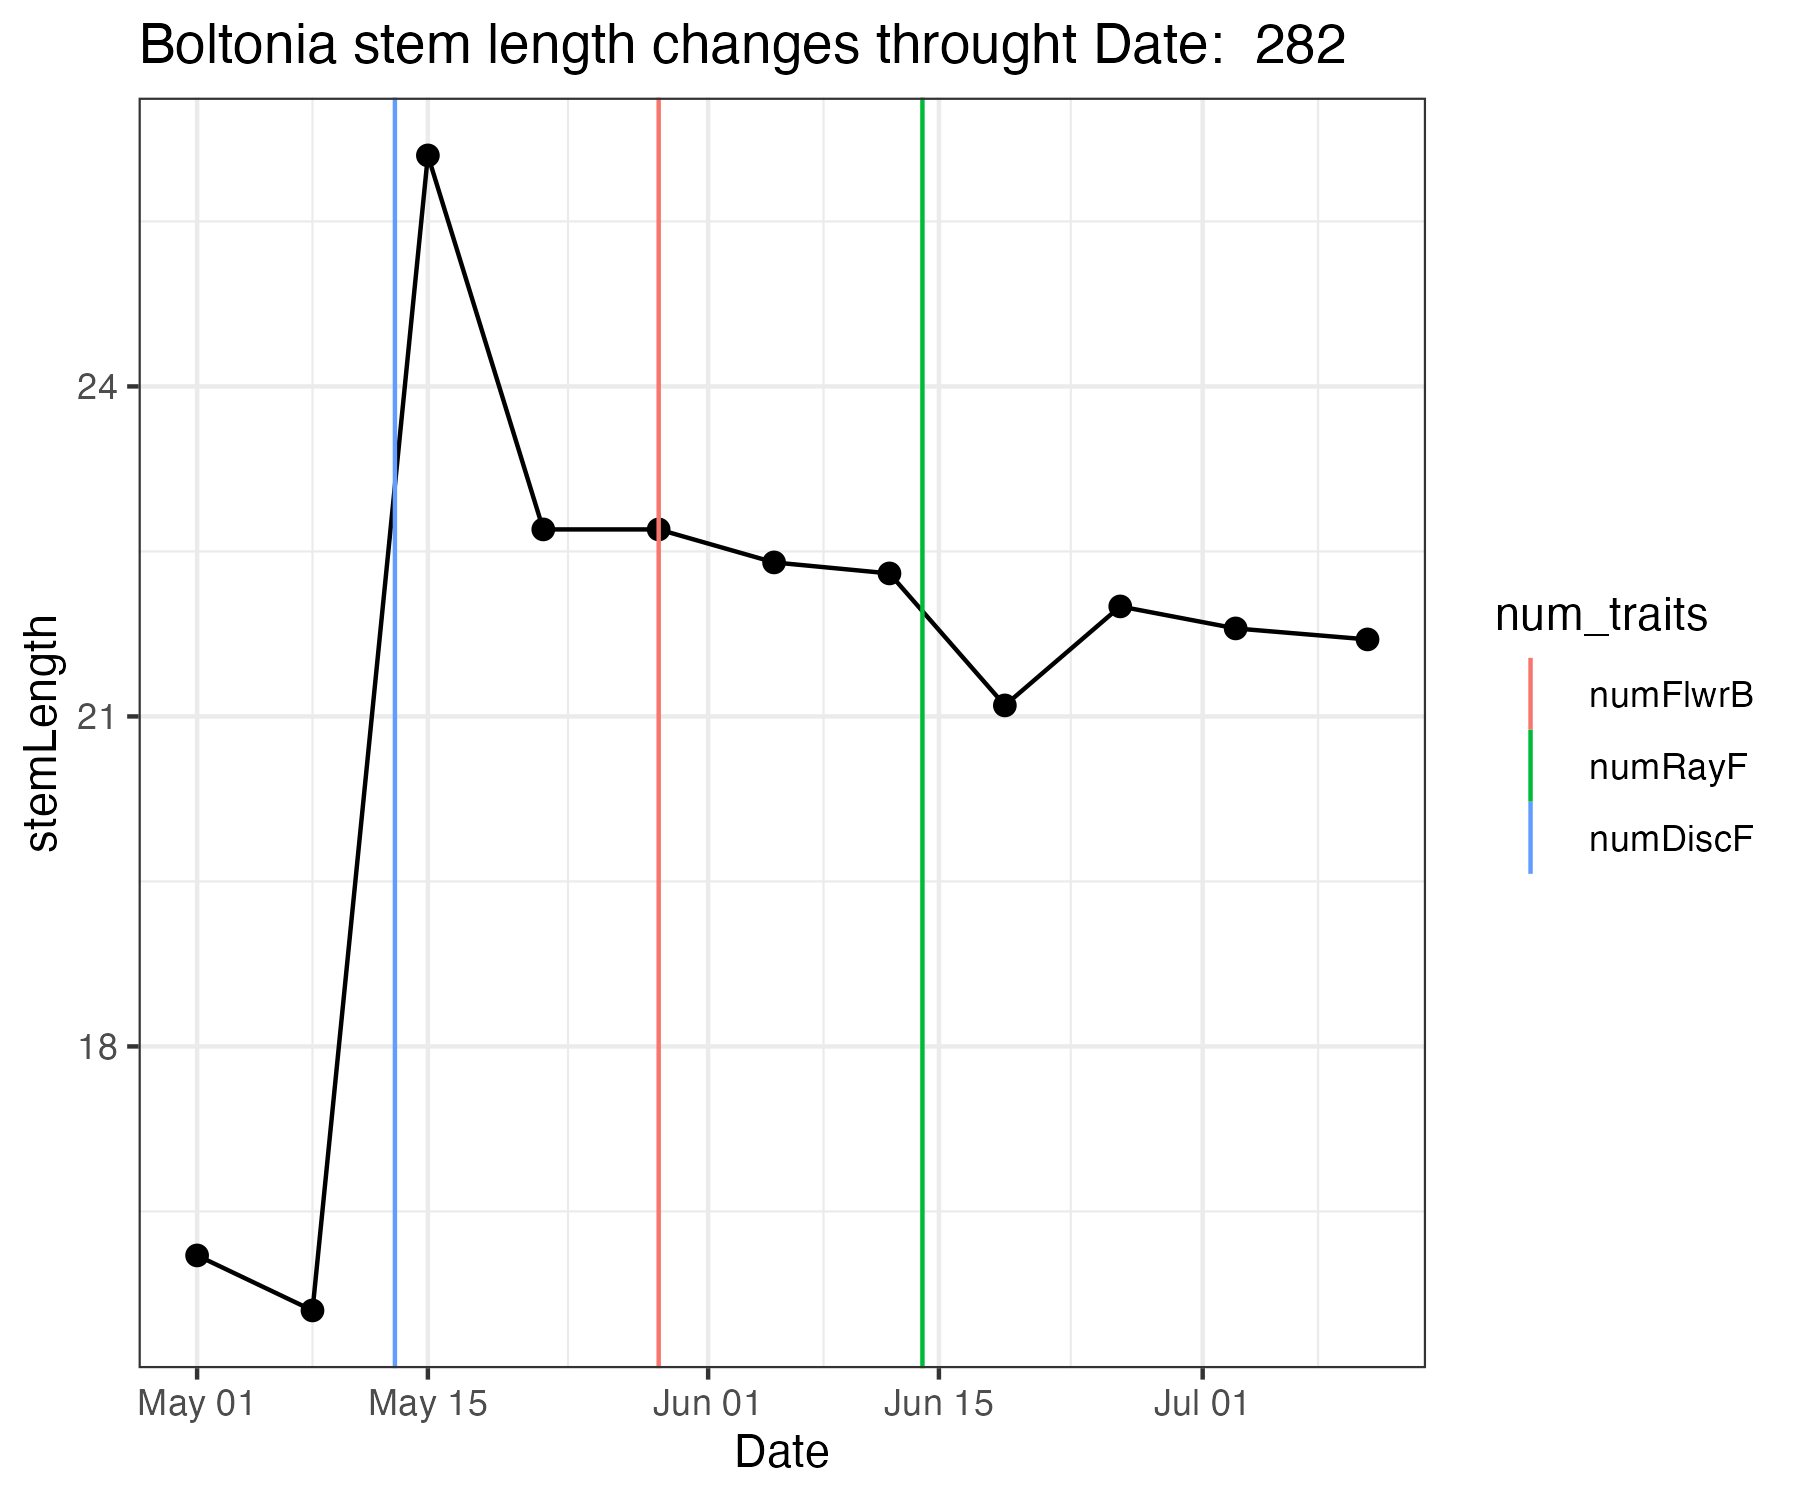 Boltonia stem length changes throught Date:  282
stemLength
24
21
18
May 01
May 15
Jun 01
Jun 15
Jul 01
Date
num_traits
numFlwrB
numRayF
numDiscF